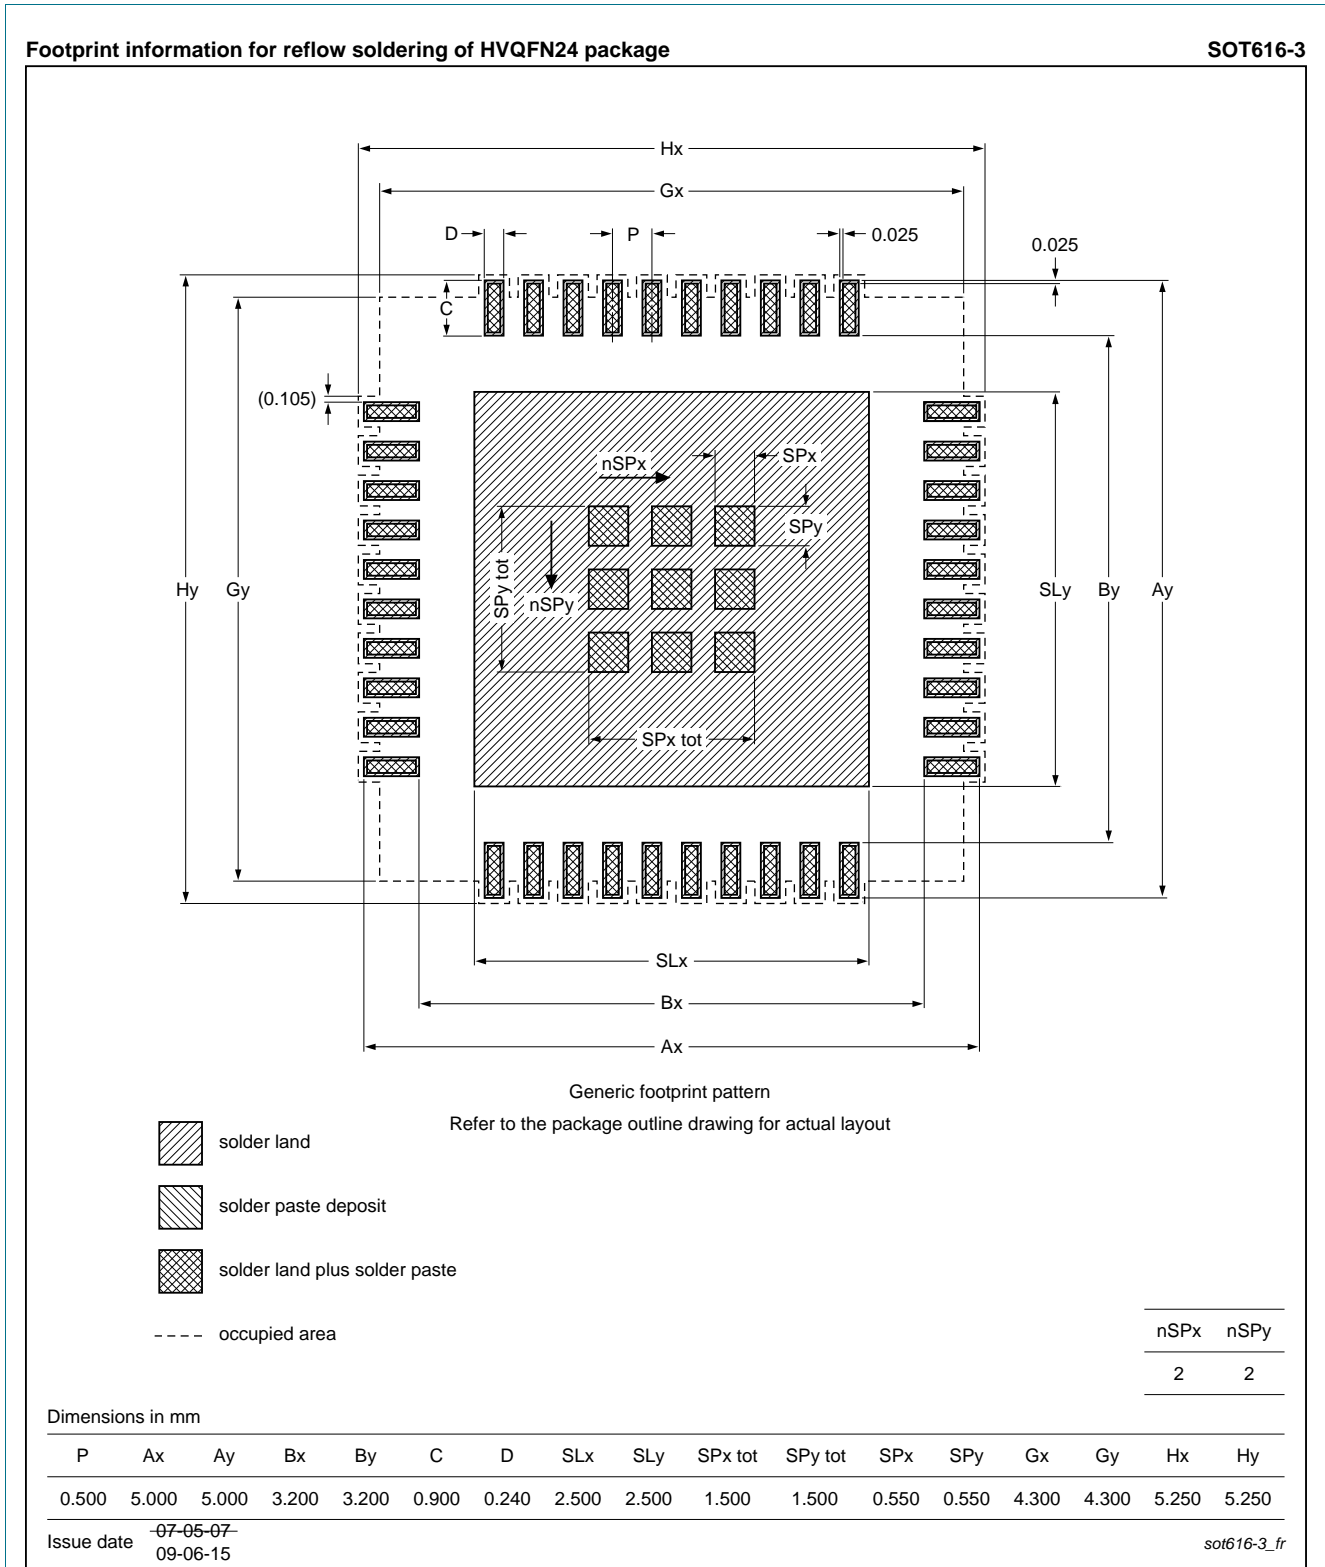 Footprint information for reflow soldering of HVQFN24 package SOT616-3
Hx
Gx
D P 0.025
0.025
C
(0.105)
nSPx SPx
SPy
SPy tot
nSPy
Hy Gy SLy By Ay
SPx tot
SLx
Bx
Ax
Generic footprint pattern
Refer to the package outline drawing for actual layout
solder land
solder paste deposit
solder land plus solder paste
occupied area
nSPx nSPy
2 2
Dimensions in mm
P Ax Ay Bx By C D SLx SLy SPx tot SPy tot SPx SPy Gx Gy Hx Hy
0.500 5.000 5.000 3.200 3.200 0.900 0.240 2.500 2.500 1.500 1.500 0.550 0.550 4.300 4.300 5.250 5.250
Issue date 07-05-07
09-06-15
sot616-3_fr